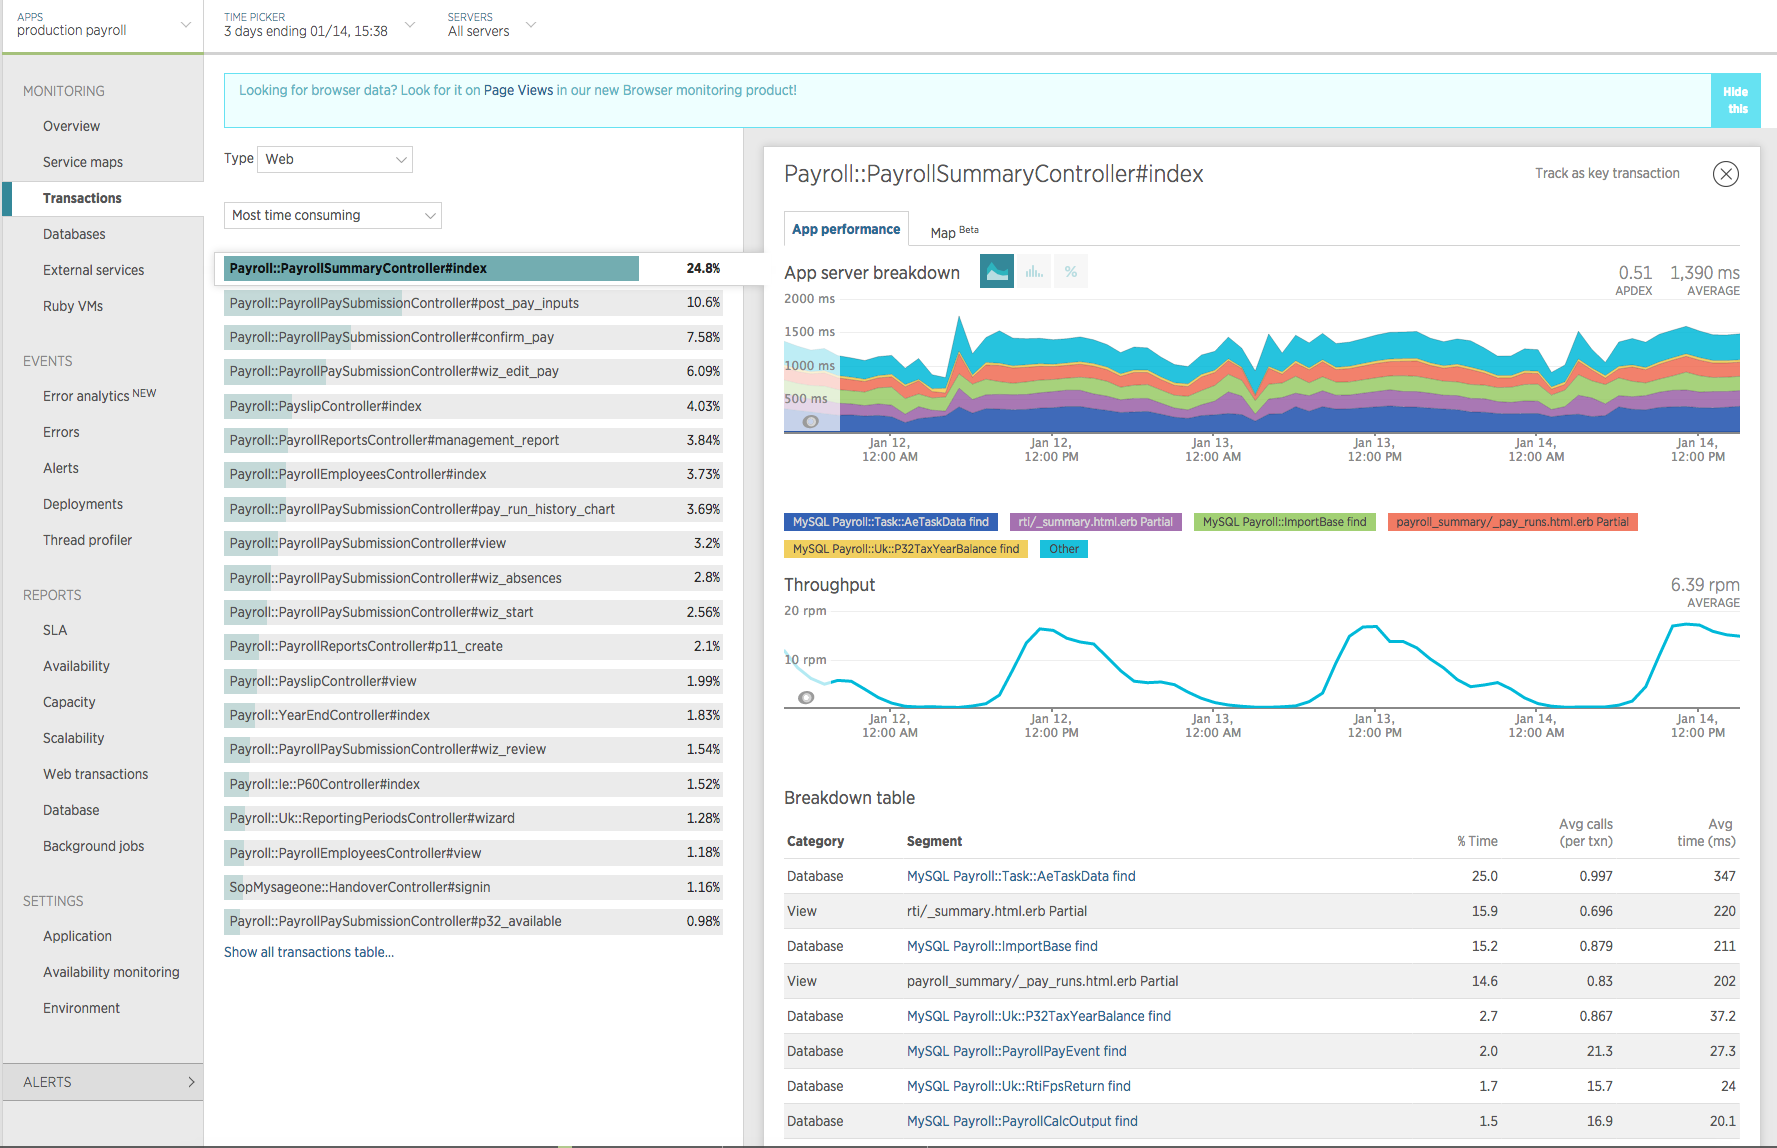 APPS
production payroll
TIME PICKER
3 days ending 01/14, 15:38
SERVERS
All servers
MONITORING
Overview
Service maps
Transactions
Databases
External services
Ruby VMs
EVENTS
Error analytics NEW
Errors
Alerts
Deployments
Thread profiler
REPORTS
SLA
Availability
Capacity
Scalability
Web transactions
Database
Background jobs
SETTINGS
Application
Availability monitoring
Environment
ALERTS
Looking for browser data? Look for it on Page Views in our new Browser monitoring product!
Hide
this
Type Web
Most time consuming
Payroll::PayrollSummaryController#index 24.8%
Payroll::PayrollPaySubmissionController#post_pay_inputs 10.6%
Payroll::PayrollPaySubmissionController#confirm_pay 7.58%
Payroll::PayrollPaySubmissionController#wiz_edit_pay 6.09%
Payroll::PayslipController#index 4.03%
Payroll::PayrollReportsController#management_report 3.84%
Payroll::PayrollEmployeesController#index 3.73%
Payroll::PayrollPaySubmissionController#pay_run_history_chart 3.69%
Payroll::PayrollPaySubmissionController#view 3.2%
Payroll::PayrollPaySubmissionController#wiz_absences 2.8%
Payroll::PayrollPaySubmissionController#wiz_start 2.56%
Payroll::PayrollReportsController#p11_create 2.1%
Payroll::PayslipController#view 1.99%
Payroll::YearEndController#index 1.83%
Payroll::PayrollPaySubmissionController#wiz_review 1.54%
Payroll::Ie::P60Controller#index 1.52%
Payroll::Uk::ReportingPeriodsController#wizard 1.28%
Payroll::PayrollEmployeesController#view 1.18%
SopMysageone::HandoverController#signin 1.16%
Payroll::PayrollPaySubmissionController#p32_available 0.98%
Show all transactions table...
Payroll::PayrollSummaryController#index
Track as key transaction
App performance
Map Beta
App server breakdown
%
0.51
APDEX
1,390 ms
AVERAGE
2000 ms
1500 ms
1000 ms
500 ms
Jan 12, 12:00 AM
Jan 12, 12:00 PM
Jan 13, 12:00 AM
Jan 13, 12:00 PM
Jan 14, 12:00 AM
Jan 14, 12:00 PM
MySQL Payroll::Task::AeTaskData find
rti/_summary.html.erb Partial
MySQL Payroll::ImportBase find
payroll_summary/_pay_runs.html.erb Partial
MySQL Payroll::Uk::P32TaxYearBalance find
Other
Throughput
6.39 rpm
AVERAGE
20 rpm
10 rpm
Jan 12, 12:00 AM
Jan 12, 12:00 PM
Jan 13, 12:00 AM
Jan 13, 12:00 PM
Jan 14, 12:00 AM
Jan 14, 12:00 PM
Breakdown table
Category Segment % Time Avg calls (per txn) Avg time (ms)
Database MySQL Payroll::Task::AeTaskData find 25.0 0.997 347
View rti/_summary.html.erb Partial 15.9 0.696 220
Database MySQL Payroll::ImportBase find 15.2 0.879 211
View payroll_summary/_pay_runs.html.erb Partial 14.6 0.83 202
Database MySQL Payroll::Uk::P32TaxYearBalance find 2.7 0.867 37.2
Database MySQL Payroll::PayrollPayEvent find 2.0 21.3 27.3
Database MySQL Payroll::Uk::RtiFpsReturn find 1.7 15.7 24
Database MySQL Payroll::PayrollCalcOutput find 1.5 16.9 20.1